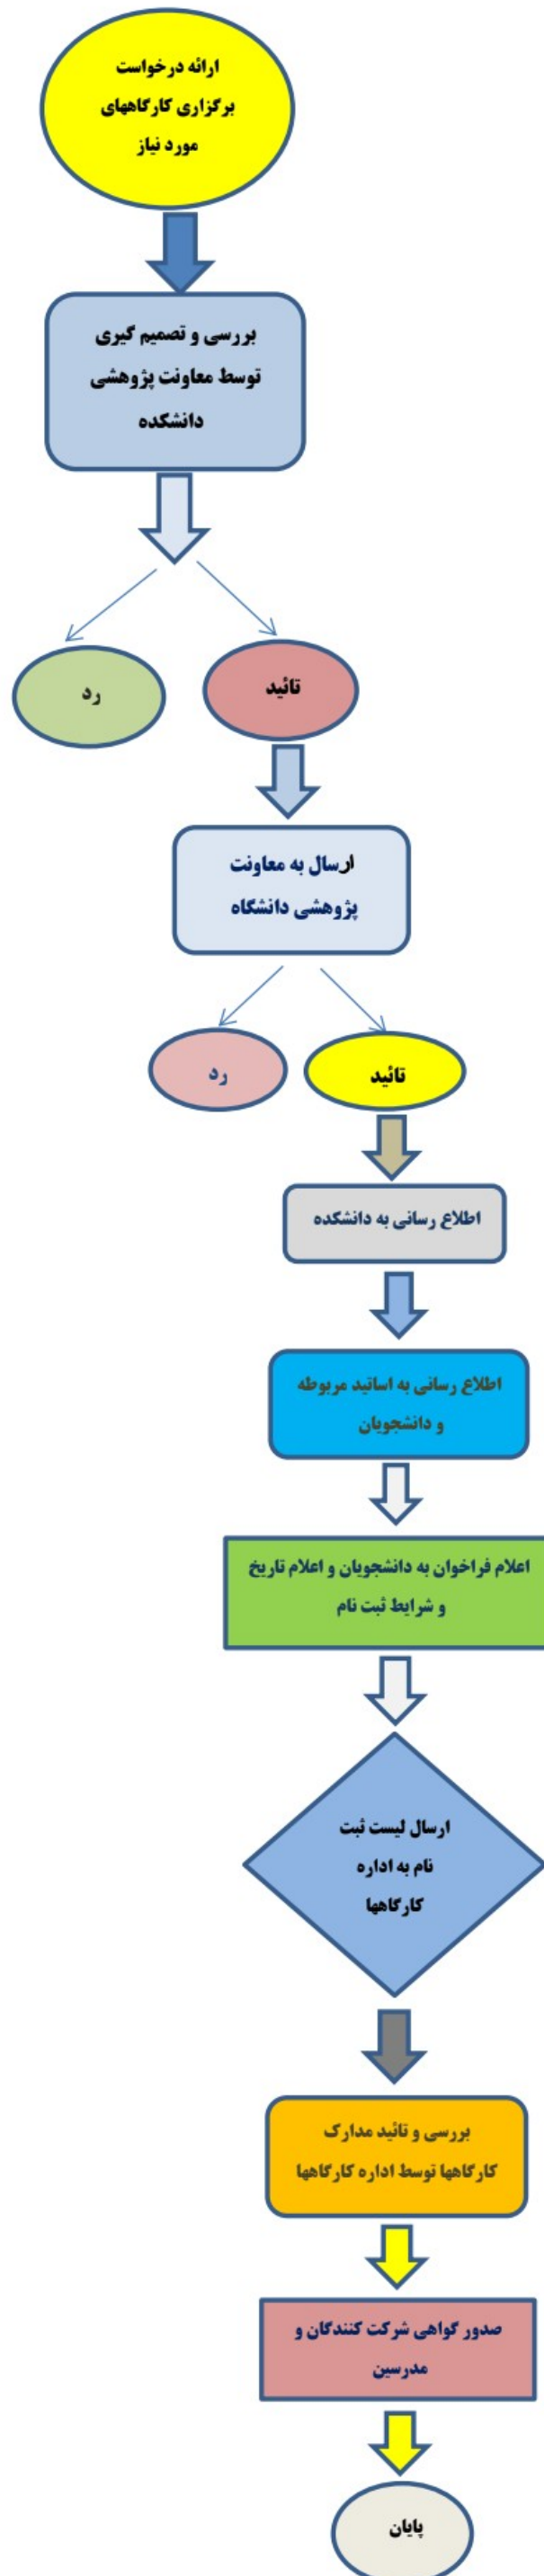 ارائه درخواست
برگزاری کارگاههای
مورد نیاز
بررسی و تصمیم گیری
توسط معاونت پژوهشی
دانشکده
تائید
رد
ارسال به معاونت
پژوهشی دانشگاه
تائید
رد
اطلاع رسانی به دانشکده
اطلاع رسانی به اساتید مربوطه
و دانشجویان
اعلام فراخوان به دانشجویان و اعلام تاریخ
و شرایط ثبت نام
ارسال لیست ثبت
نام به اداره
کارگاهها
بررسی و تائید مدارک
کارگاهها توسط اداره کارگاهها
صدور گواهی شرکت کنندگان و
مدرسین
پایان